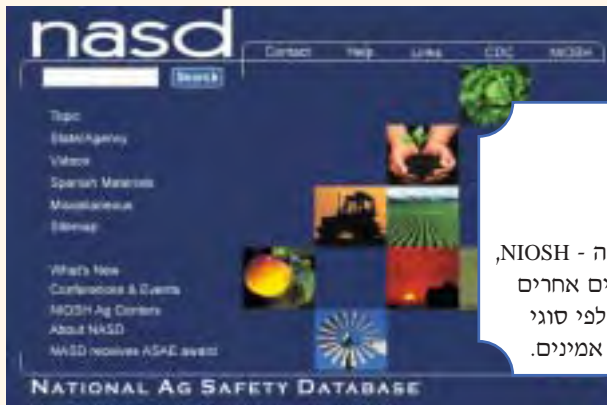 nasd
Contact Help Links CDC NIOSH
Search
Topic
State/Agency
Videos
Spanish Materials
Miscellaneous
Sitemap
What's New
Conferences & Events
NIOSH Ag Centers
About NASD
NASD receives ASAE award
ה - NIOSH,
ים אחרים
לפי סוגי
אמינים.
NATIONAL AG SAFETY DATABASE